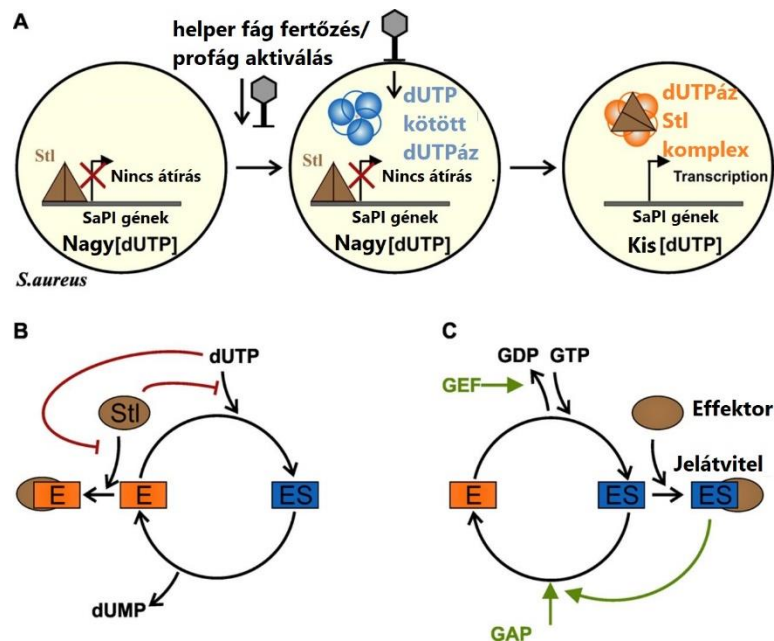 A
helper fág fertőzés/
profág aktiválás
Stl
Nincs átírás
SaPI gének
Nagy[dUTP]
S.aureus
dUTP
kötött
dUTPáz
Stl
Nincs átírás
SaPI gének
Nagy[dUTP]
dUTPáz
Stl
komplex
Transcription
SaPI gének
Kis[dUTP]
B
dUTP
Stl
E
E
ES
dUMP
C
GDP GTP
GEF
Effektor
Jelátvitel
E
ES
ES
GAP